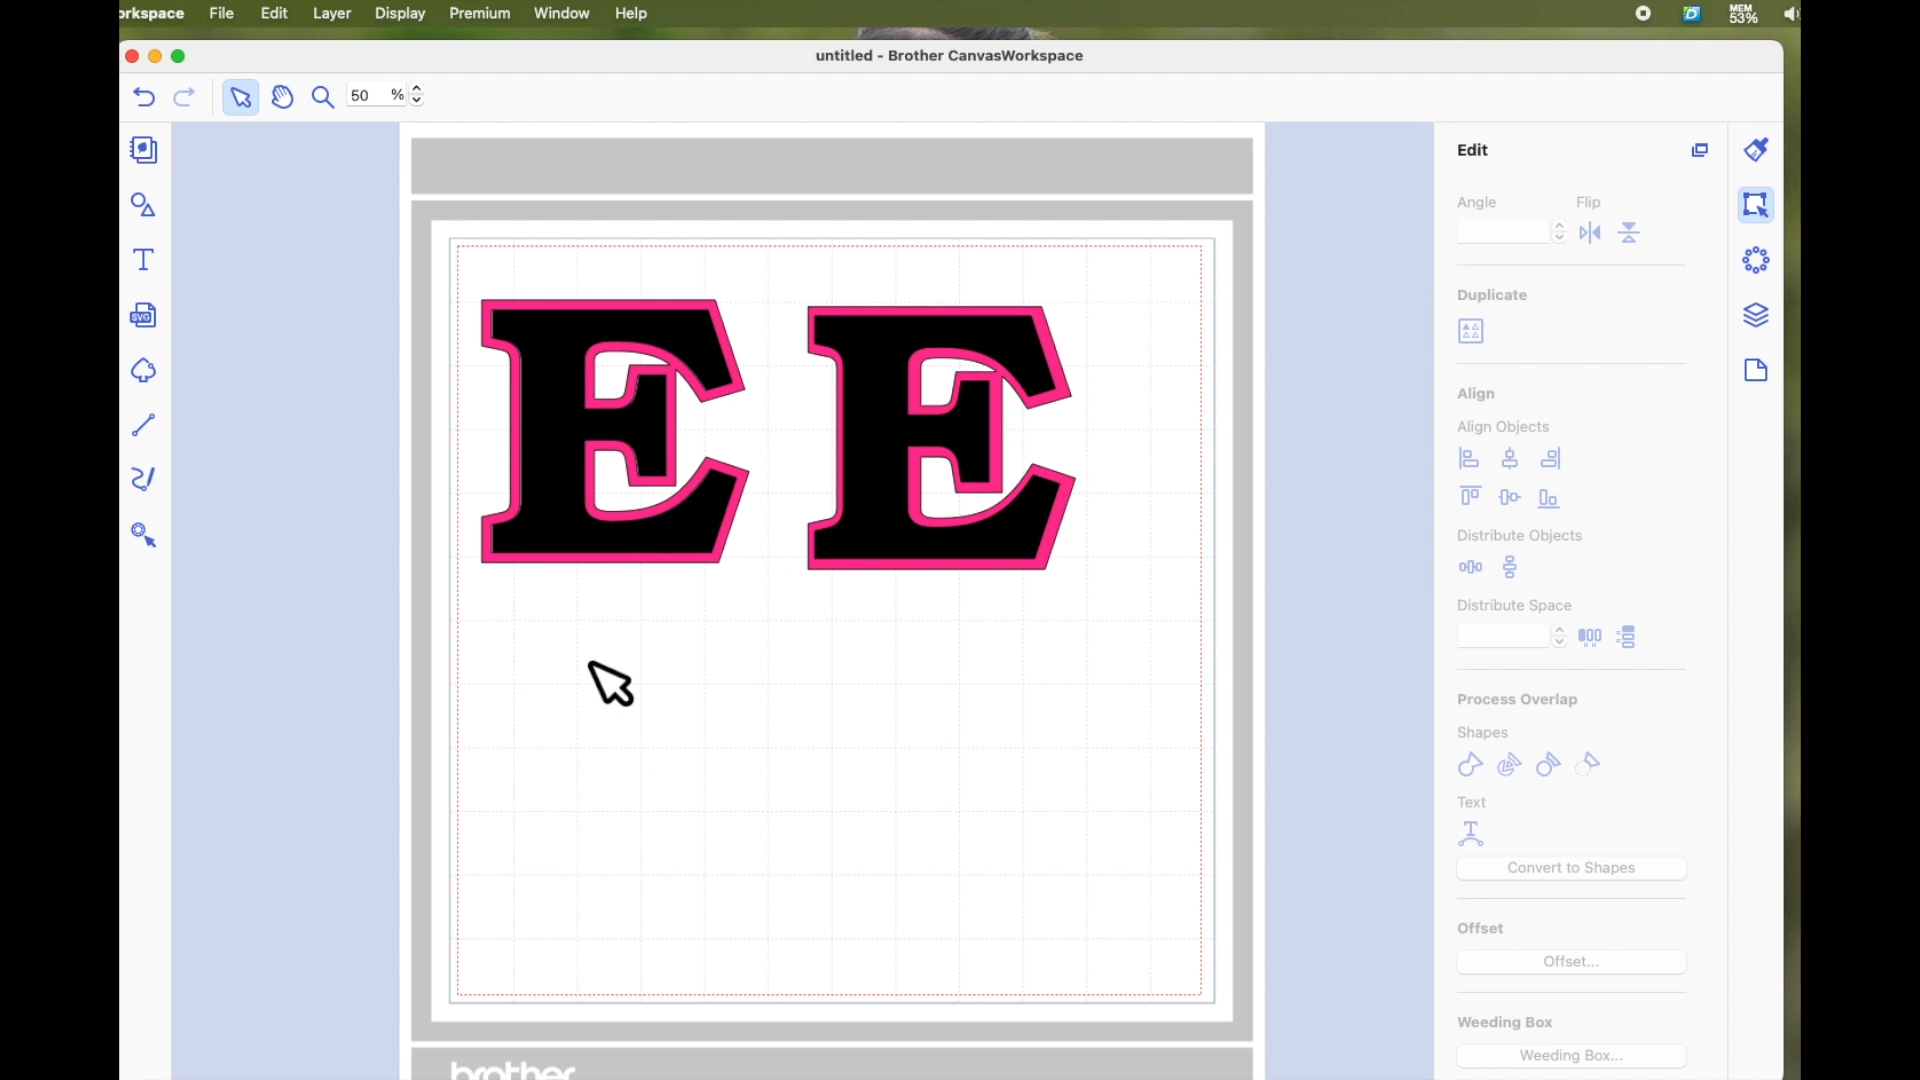 orkspace File Edit Layer Display Premium Window Help MEM 53%
untitled - Brother CanvasWorkspace
50 %
SVG
E E
Edit
Angle Flip
Duplicate
Align
Align Objects
Distribute Objects
Distribute Space
Process Overlap
Shapes
Text
Convert to Shapes
Offset
Offset...
Weeding Box
Weeding Box...
brother